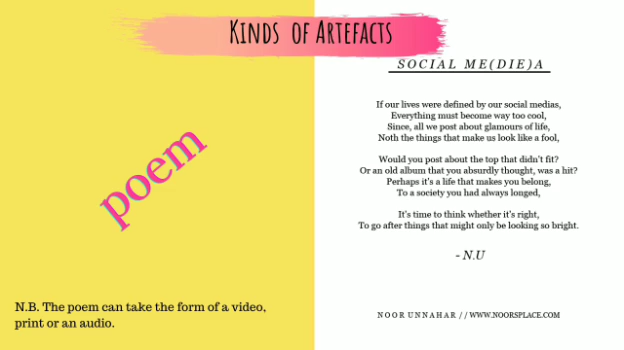 Kinds of Artefacts
poem
N.B. The poem can take the form of a video,
print or an audio.
SOCIAL ME(DIE)A
If our lives were defined by our social medias,
Everything must become way too cool,
Since, all we post about glamours of life,
Noth the things that make us look like a fool,
Would you post about the top that didn't fit?
Or an old album that you absurdly thought, was a hit?
Perhaps it's a life that makes you belong,
To a society you had always longed,
It's time to think whether it's right,
To go after things that might only be looking so bright.
- N.U
NOOR UNNAHAR // WWW.NOORSPLACE.COM